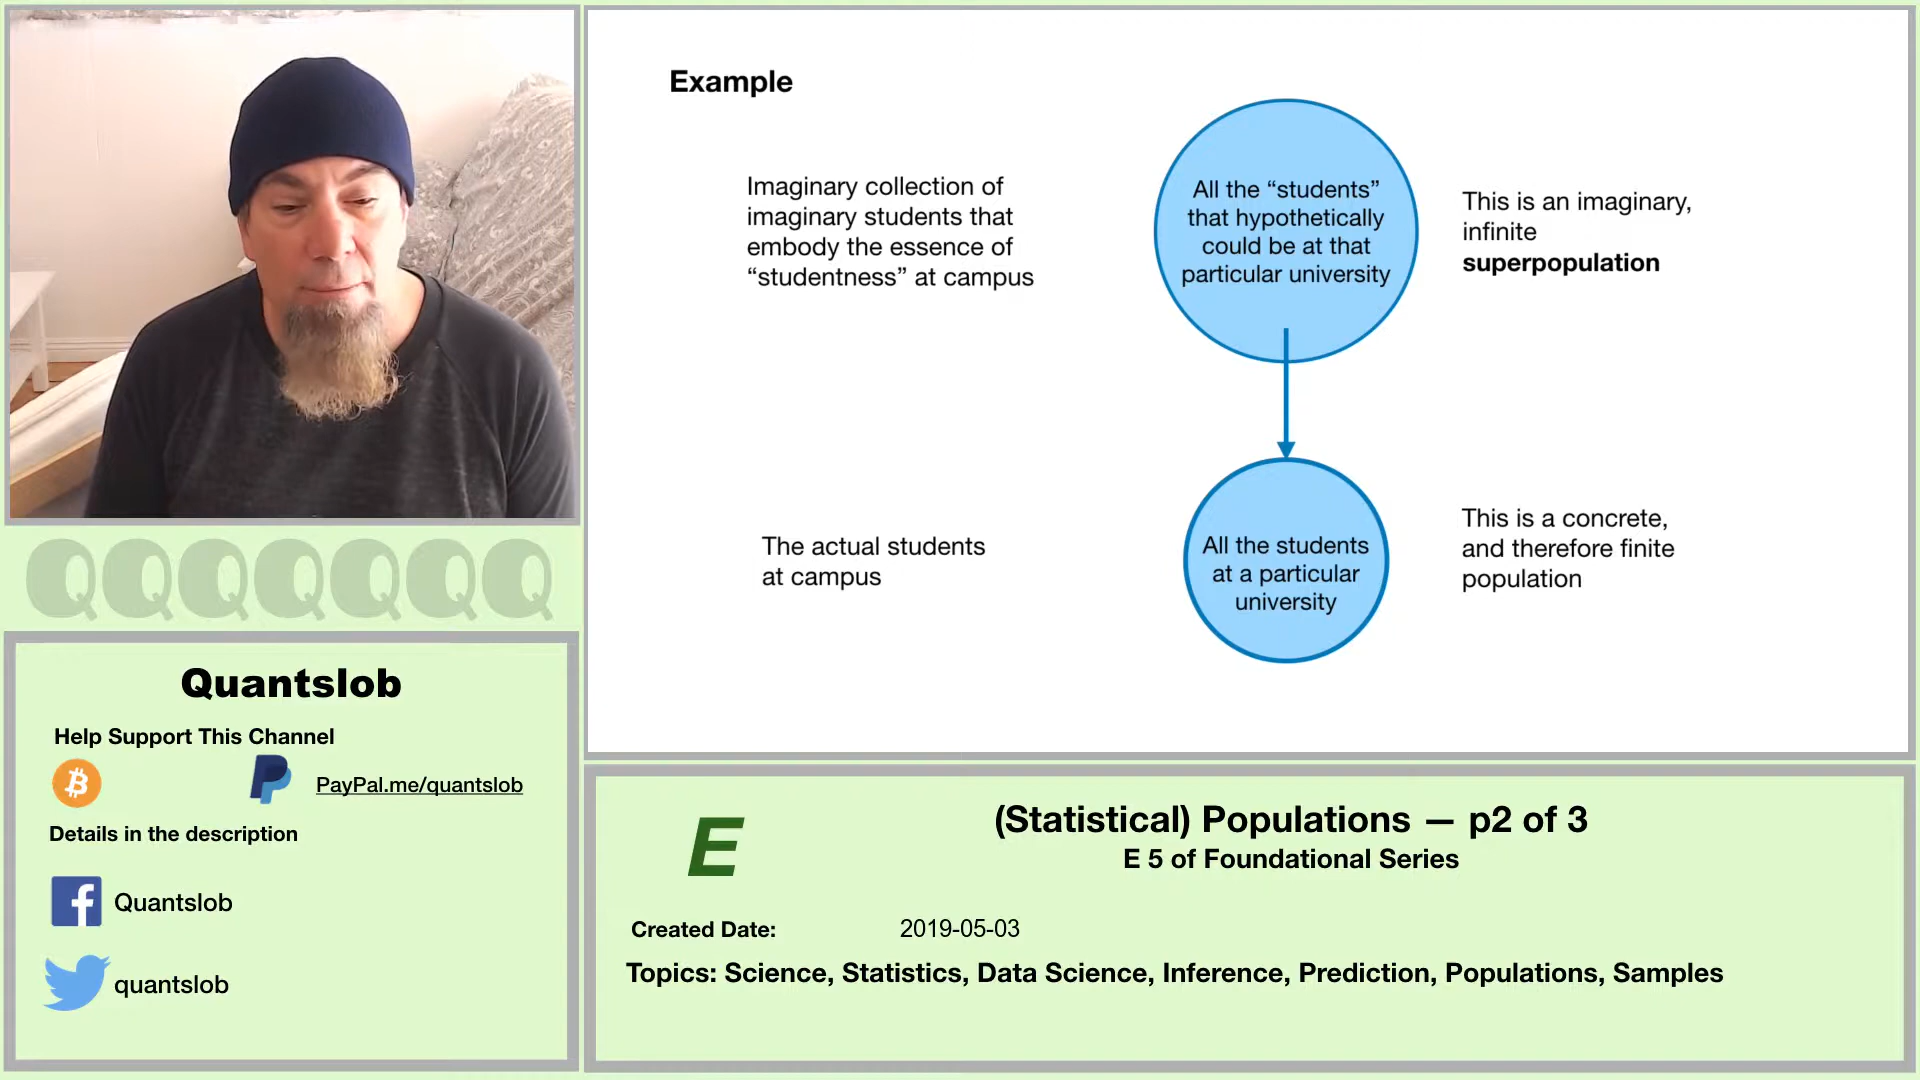 Example
Imaginary collection of
imaginary students that
embody the essence of
“studentness” at campus
All the “students”
that hypothetically
could be at that
particular university
This is an imaginary,
infinite
superpopulation
The actual students
at campus
All the students
at a particular
university
This is a concrete,
and therefore finite
population
QQQQQQQ
Quantslob
Help Support This Channel
PayPal.me/quantslob
Details in the description
Quantslob
quantslob
E
(Statistical) Populations — p2 of 3
E 5 of Foundational Series
Created Date: 2019-05-03
Topics: Science, Statistics, Data Science, Inference, Prediction, Populations, Samples